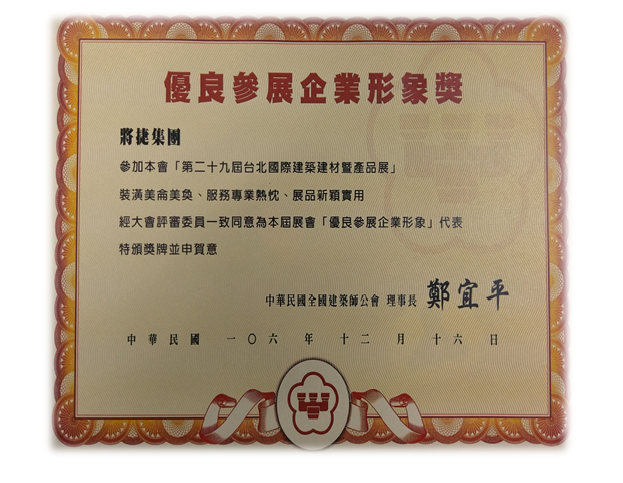 優良參展企業形象獎
將捷集團
參加本會「第二十九屆台北國際建築建材暨產品展」
裝潢美侖美奐、服務專業熱忱、展品新穎實用
經大會評審委員一致同意為本屆展會「優良參展企業形象」代表
特頒獎牌並申賀意
中華民國全國建築師公會 理事長 鄭宜平
中華民國 一〇六 年 十二 月 十六 日